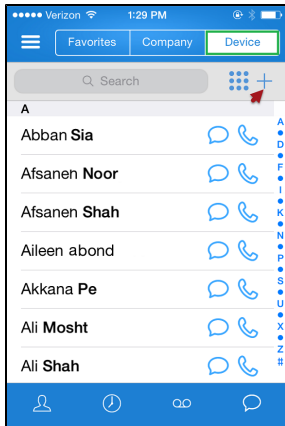 Verizon 1:29 PM
Favorites Company Device
Search
A
Abban Sia
Afsanen Noor
Afsanen Shah
Aileen abond
Akkana Pe
Ali Mosht
Ali Shah
A
D
F
I
K
N
P
S
U
X
Z
#